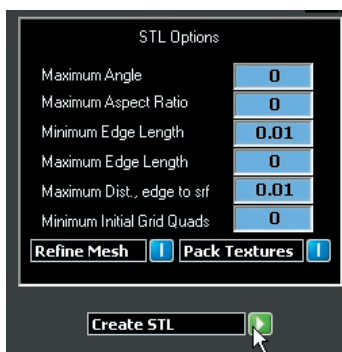 STL Options
Maximum Angle 0
Maximum Aspect Ratio 0
Minimum Edge Length 0.01
Maximum Edge Length 0
Maximum Dist., edge to srf 0.01
Minimum Initial Grid Quads 0
Refine Mesh I Pack Textures I
Create STL